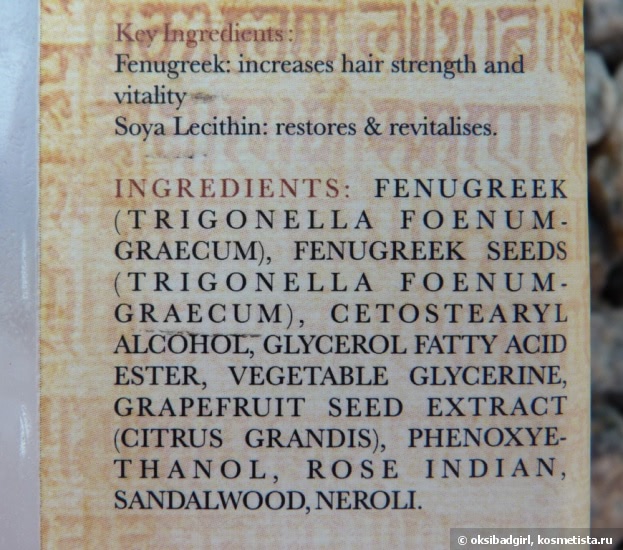 Key Ingredients:
Fenugreek: increases hair strength and
vitality
Soya Lecithin: restores & revitalises.
INGREDIENTS: FENUGREEK
(TRIGONELLA FOENUM-
GRAECUM), FENUGREEK SEEDS
(TRIGONELLA FOENUM-
GRAECUM), CETOSTEARYL
ALCOHOL, GLYCEROL FATTY ACID
ESTER, VEGETABLE GLYCERINE,
GRAPEFRUIT SEED EXTRACT
(CITRUS GRANDIS), PHENOXYE-
THANOL, ROSE INDIAN,
SANDALWOOD, NEROLI.
© oksibadgirl, kosmetista.ru